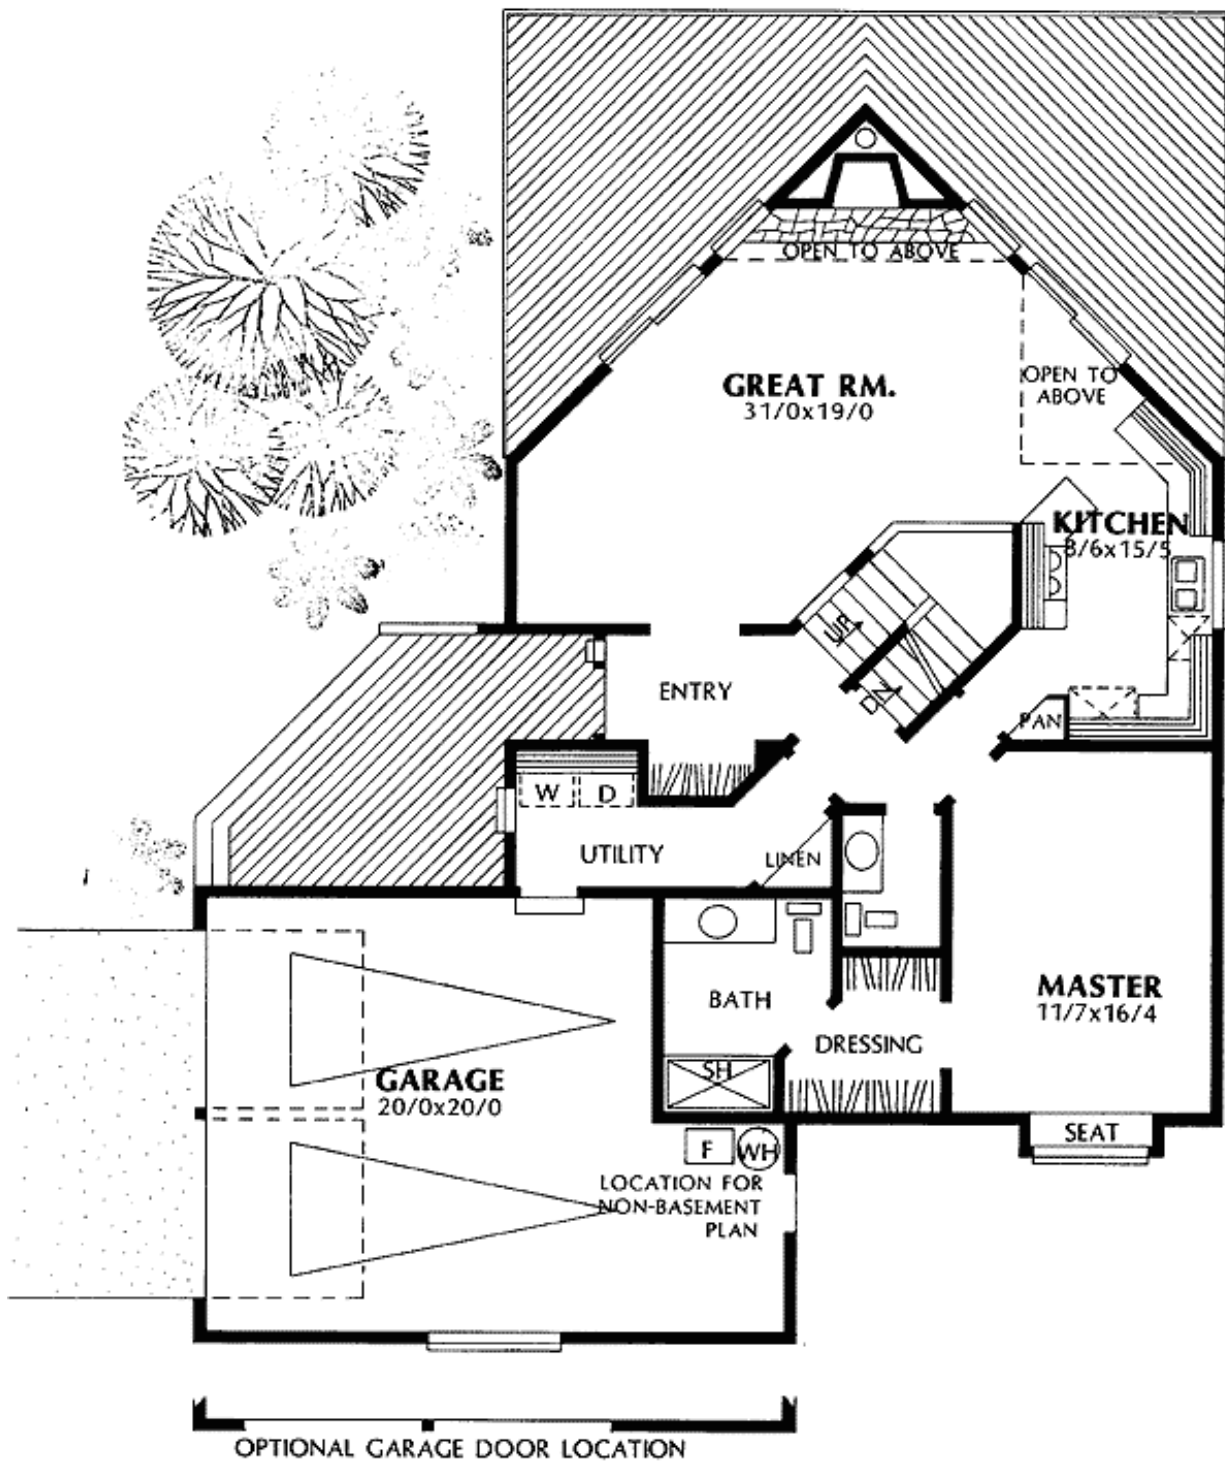 OPEN TO ABOVE
GREAT RM.
31/0x19/0
OPEN TO
ABOVE
KITCHEN
8/6x15/5
UP
DN
ENTRY
PAN
W
D
UTILITY
LINEN
BATH
MASTER
11/7x16/4
DRESSING
SH
GARAGE
20/0x20/0
SEAT
F
WH
LOCATION FOR
NON-BASEMENT
PLAN
OPTIONAL GARAGE DOOR LOCATION